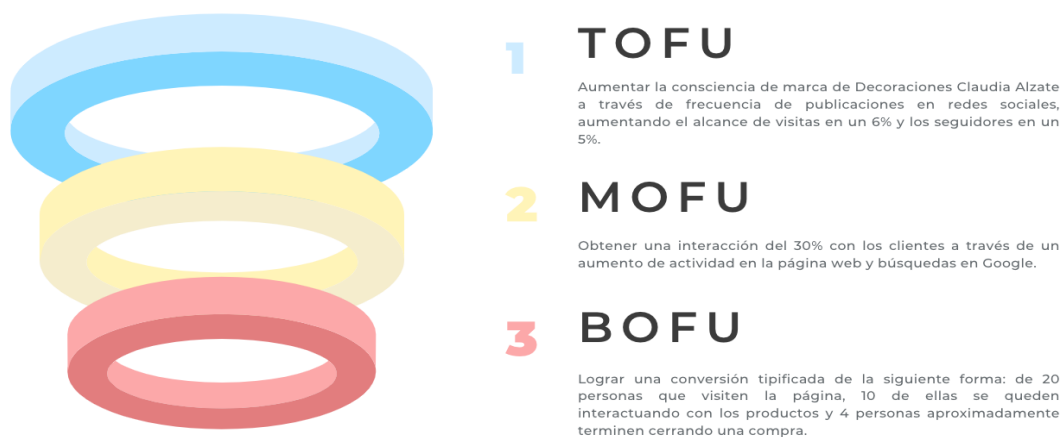 1
TOFU
Aumentar la consciencia de marca de Decoraciones Claudia Alzate
a través de frecuencia de publicaciones en redes sociales,
aumentando el alcance de visitas en un 6% y los seguidores en un
5%.
2
MOFU
Obtener una interacción del 30% con los clientes a través de un
aumento de actividad en la página web y búsquedas en Google.
3
BOFU
Lograr una conversión tipificada de la siguiente forma: de 20
personas que visiten la página, 10 de ellas se queden
interactuando con los productos y 4 personas aproximadamente
terminen cerrando una compra.